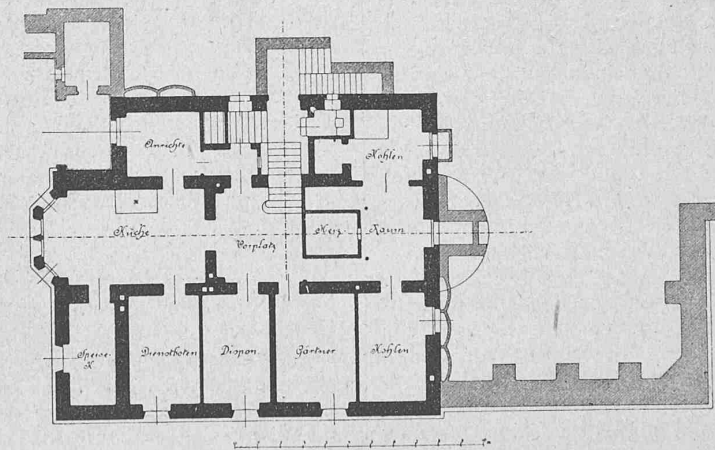 Anrichte
Kohlen
Küche
Vorplatz
Heiz-
Raum
Speise-
K
Dienstboten
Dispon.
Gärtner
Kohlen